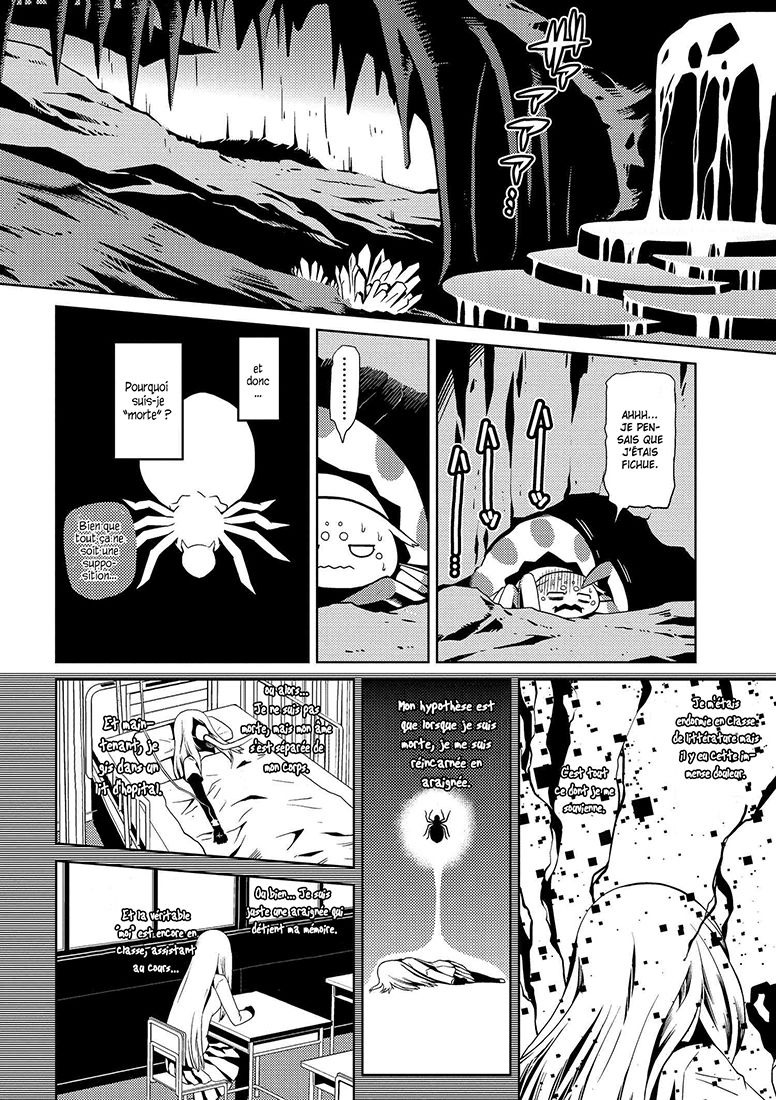 ザ
ァ
ァ
ァ
ァ
…
AHHH...
JE PEN-
SAIS QUE
J'ÉTAIS
FICHUE.
........
et
donc
...
Pourquoi
suis-je
"morte" ?
Bien que
tout ça ne
soit une
suppo-
sition...
Je m'étais
endormie en classe
de littérature mais
il y eu cette im-
mense douleur.
C'est tout
ce dont je me
souvienne.
Mon hypothèse est
que lorsque je suis
morte, je me suis
réincarnée en
araignée.
ou alors...
Je ne suis pas
morte, mais mon âme
s'est séparée de
mon corps.
Et main-
tenant, je
gis dans un
lit d'hôpital.
Ou bien... Je suis
juste une araignée qui
détient ma mémoire.
Et la véritable
"moi" est encore en
classe, assistant
au cours...